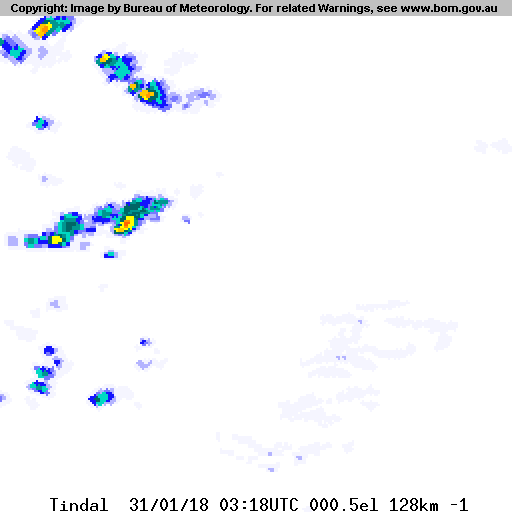 Copyright: Image by Bureau of Meteorology. For related Warnings, see www.bom.gov.au
Tindal 31/01/18 03:18UTC 000.5el 128km -1